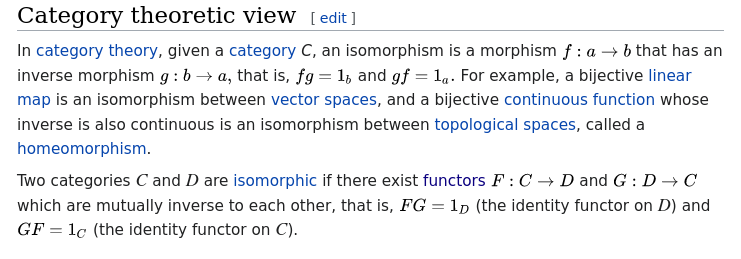 Category theoretic view [ edit ]
In category theory, given a category C, an isomorphism is a morphism f : a → b that has an
inverse morphism g : b → a, that is, fg = 1_b and gf = 1_a. For example, a bijective linear
map is an isomorphism between vector spaces, and a bijective continuous function whose
inverse is also continuous is an isomorphism between topological spaces, called a
homeomorphism.
Two categories C and D are isomorphic if there exist functors F : C → D and G : D → C
which are mutually inverse to each other, that is, FG = 1_D (the identity functor on D) and
GF = 1_C (the identity functor on C).